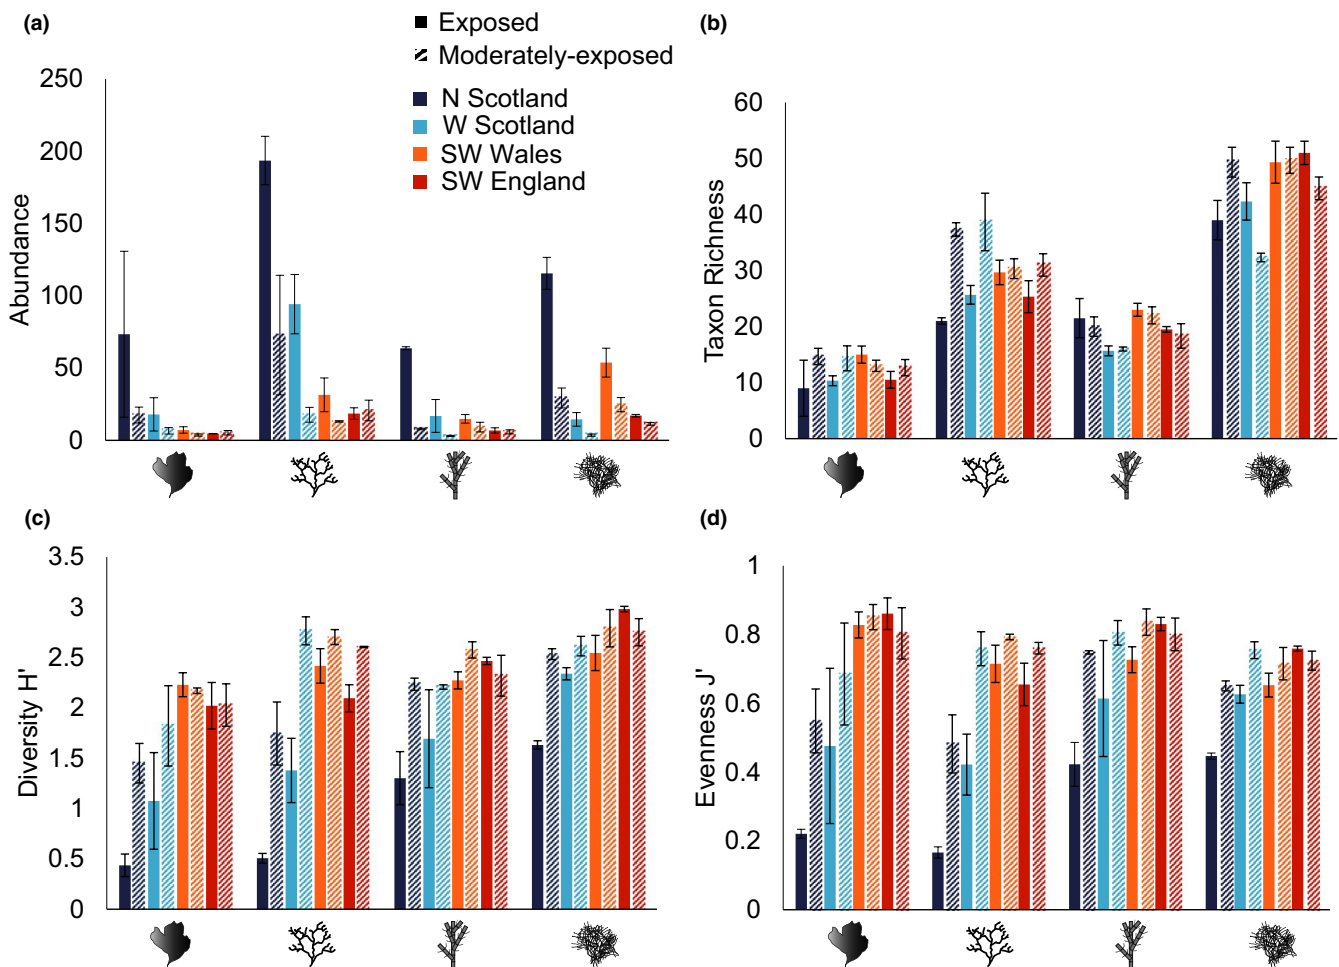 (a)
Exposed
Moderately-exposed
N Scotland
W Scotland
SW Wales
SW England
250
200
150
100
50
0
Abundance
(b)
60
50
40
30
20
10
0
Taxon Richness
(c)
3.5
3
2.5
2
1.5
1
0.5
0
Diversity H'
(d)
1
0.8
0.6
0.4
0.2
0
Evenness J'